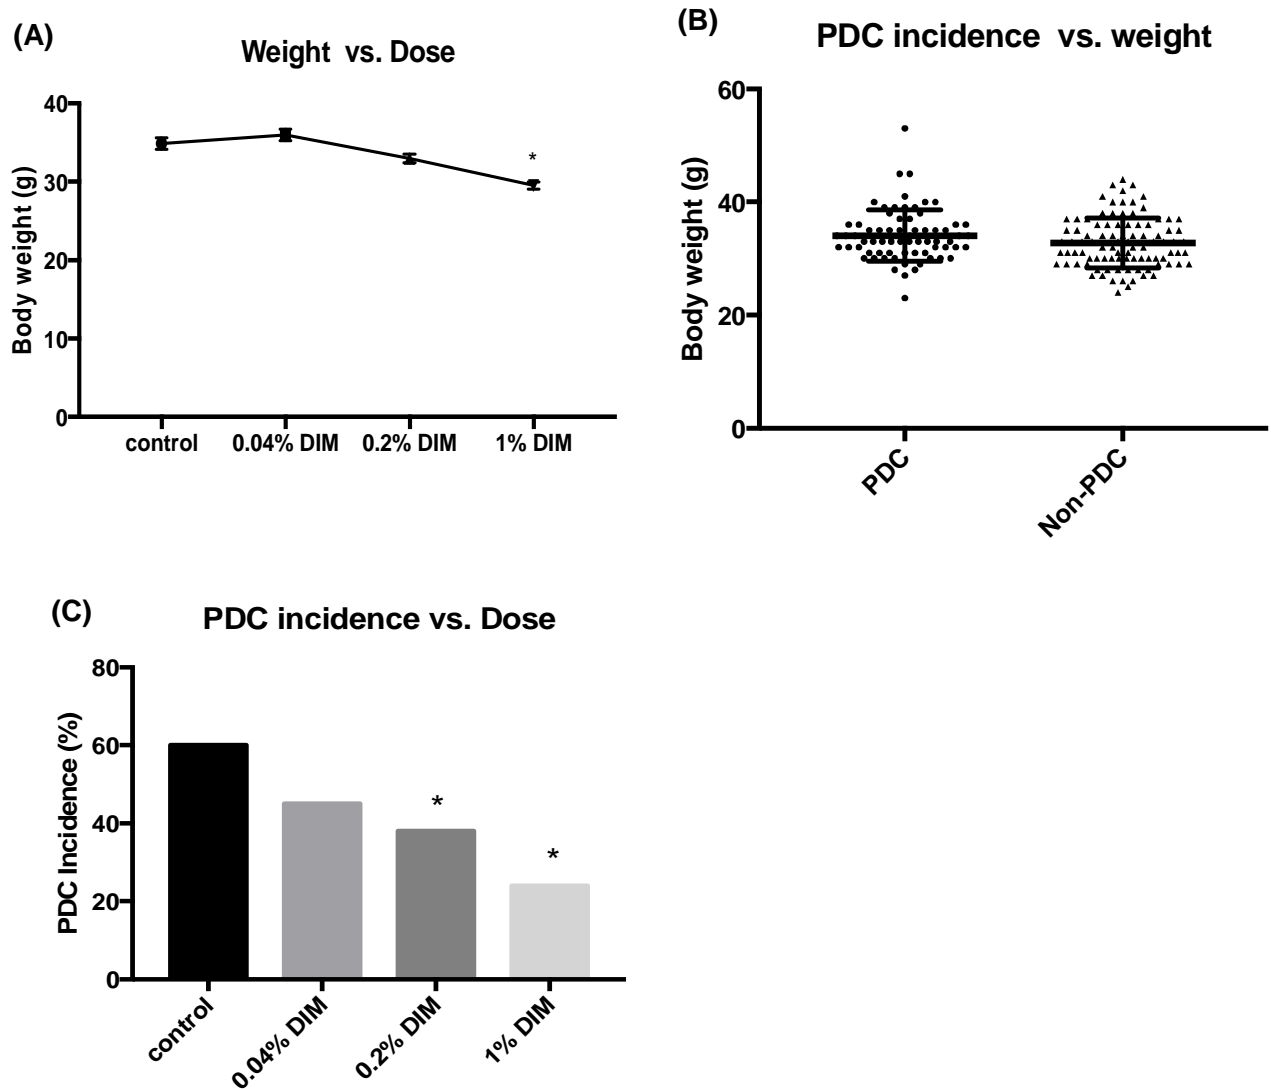 (A)
Weight vs. Dose
Body weight (g)
40
30
20
10
0
*
control 0.04% DIM 0.2% DIM 1% DIM
(B)
PDC incidence vs. weight
Body weight (g)
60
40
20
0
PDC
Non-PDC
(C)
PDC incidence vs. Dose
PDC Incidence (%)
80
60
40
20
0
*
*
control
0.04% DIM
0.2% DIM
1% DIM